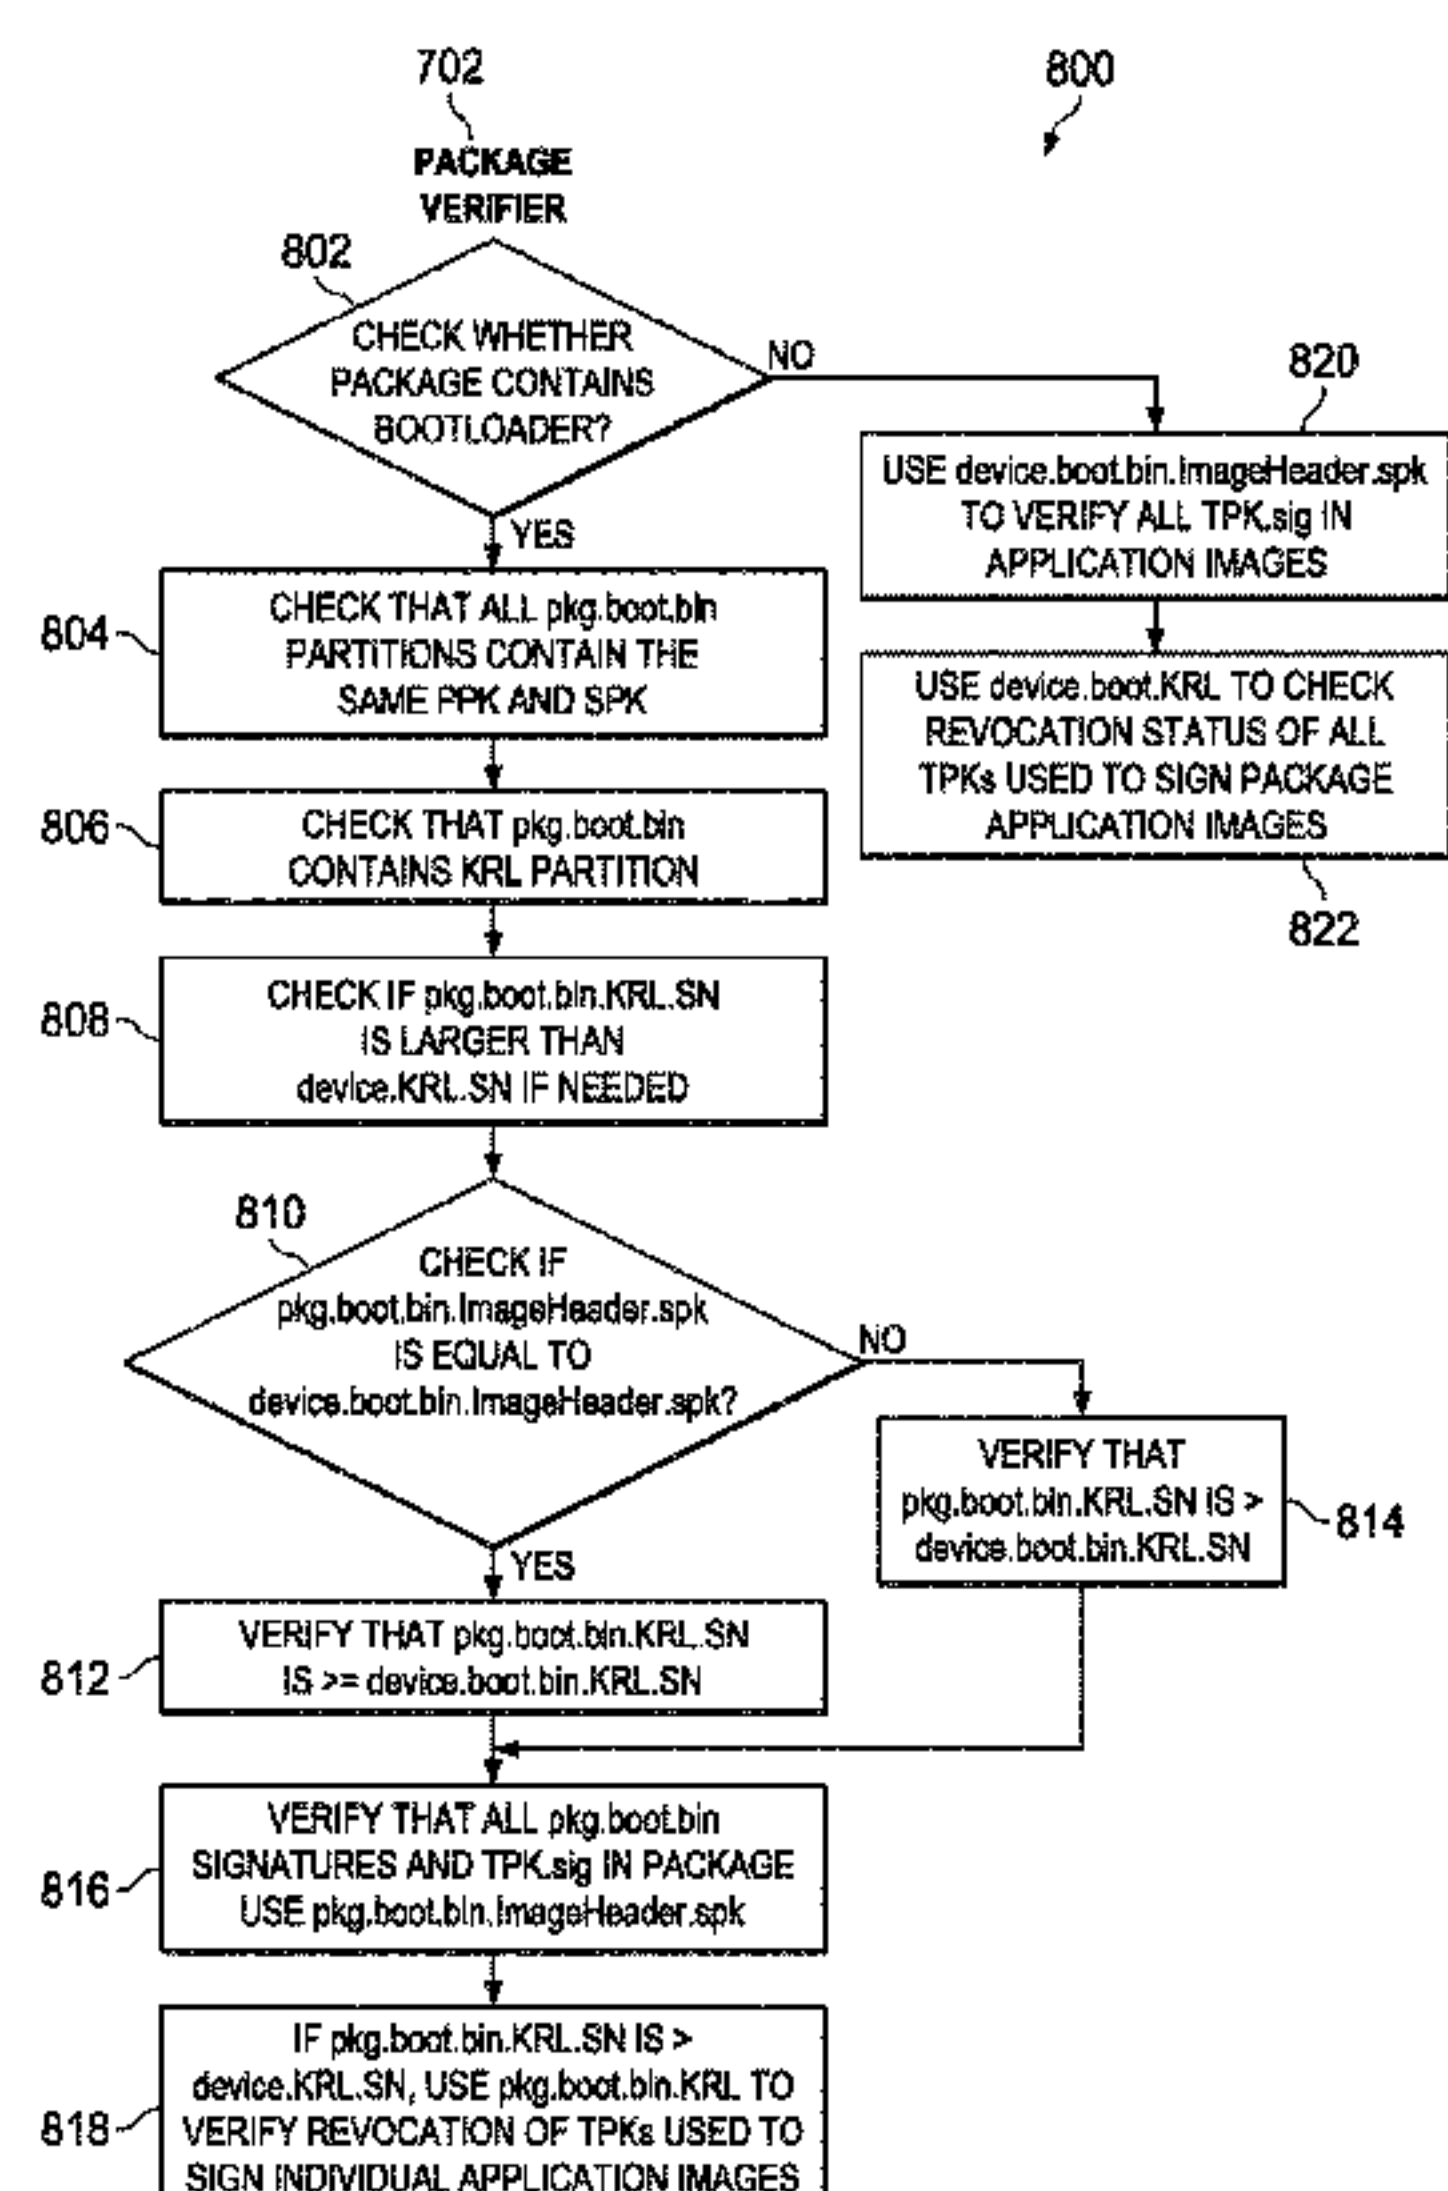 702
800
PACKAGE
VERIFIER
802
CHECK WHETHER
PACKAGE CONTAINS
BOOTLOADER?
NO
YES
820
USE device.boot.bin.ImageHeader.spk
TO VERIFY ALL TPK.sig IN
APPLICATION IMAGES
804
CHECK THAT ALL pkg.boot.bin
PARTITIONS CONTAIN THE
SAME PPK AND SPK
USE device.boot.KRL TO CHECK
REVOCATION STATUS OF ALL
TPKs USED TO SIGN PACKAGE
APPLICATION IMAGES
822
806
CHECK THAT pkg.boot.bin
CONTAINS KRL PARTITION
808
CHECK IF pkg.boot.bin.KRL.SN
IS LARGER THAN
device.KRL.SN IF NEEDED
810
CHECK IF
pkg.boot.bin.ImageHeader.spk
IS EQUAL TO
device.boot.bin.ImageHeader.spk?
NO
YES
VERIFY THAT
pkg.boot.bin.KRL.SN IS >
device.boot.bin.KRL.SN
814
812
VERIFY THAT pkg.boot.bin.KRL.SN
IS >= device.boot.bin.KRL.SN
816
VERIFY THAT ALL pkg.boot.bin
SIGNATURES AND TPK.sig IN PACKAGE
USE pkg.boot.bin.ImageHeader.spk
818
IF pkg.boot.bin.KRL.SN IS >
device.KRL.SN, USE pkg.boot.bin.KRL TO
VERIFY REVOCATION OF TPKs USED TO
SIGN INDIVIDUAL APPLICATION IMAGES